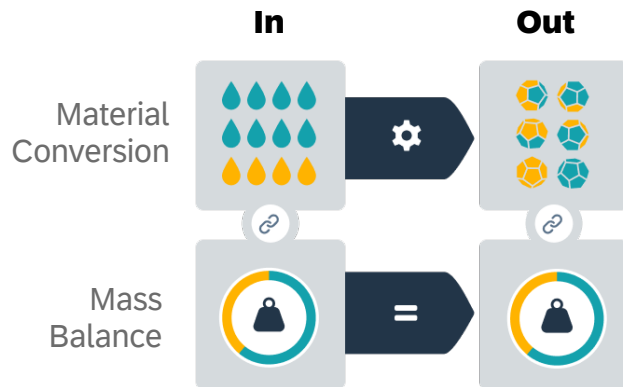 In
Out
Material
Conversion
Mass
Balance